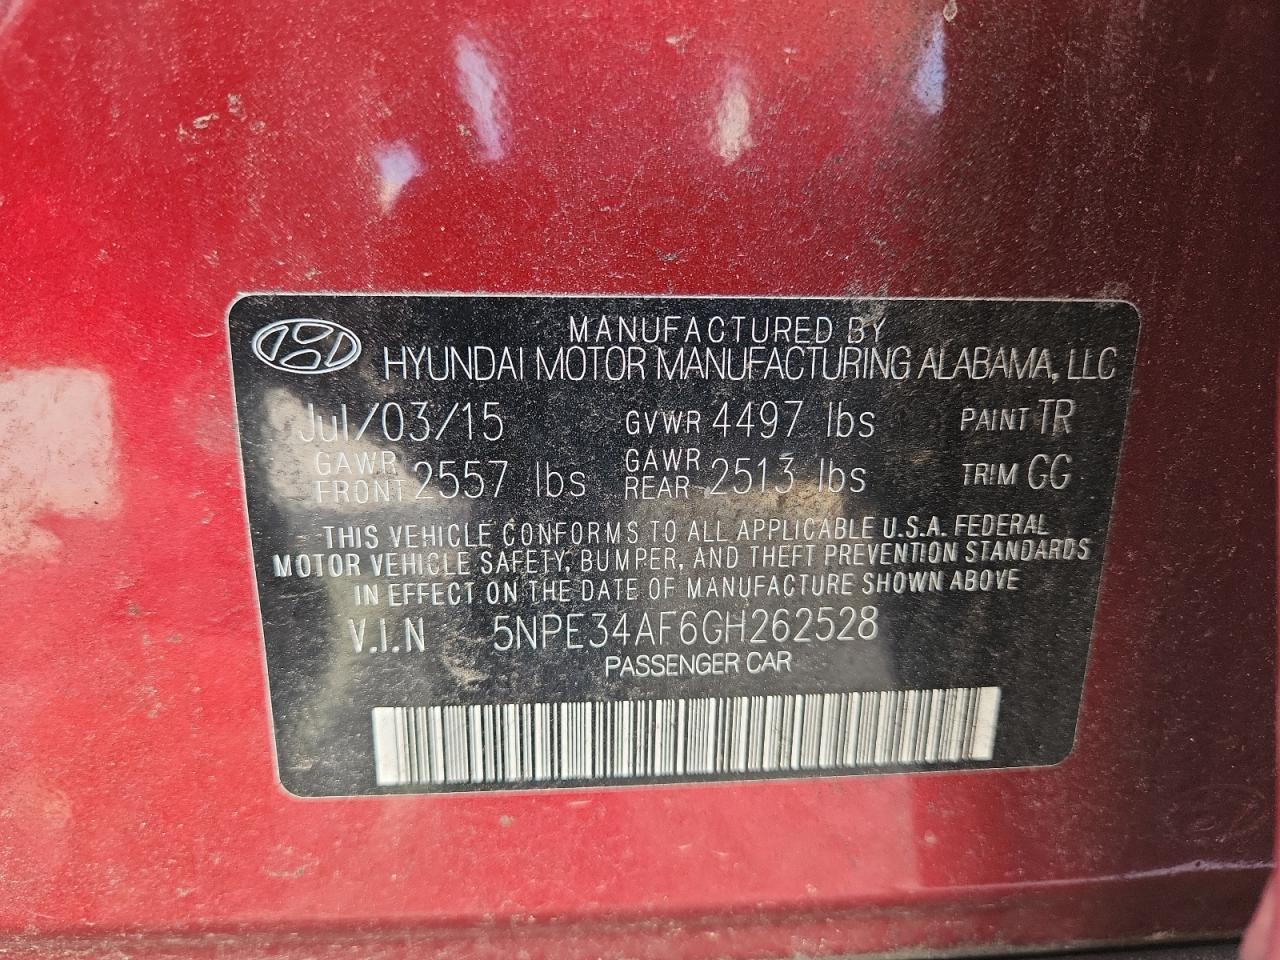 MANUFACTURED BY
HYUNDAI MOTOR MANUFACTURING ALABAMA, LLC
Jul/03/15 GVWR 4497 lbs PAINT TR
GAWR FRONT 2557 lbs GAWR REAR 2513 lbs TRIM GG
THIS VEHICLE CONFORMS TO ALL APPLICABLE U.S.A. FEDERAL
MOTOR VEHICLE SAFETY, BUMPER, AND THEFT PREVENTION STANDARDS
IN EFFECT ON THE DATE OF MANUFACTURE SHOWN ABOVE
V.I.N 5NPE34AF6GH262528
PASSENGER CAR